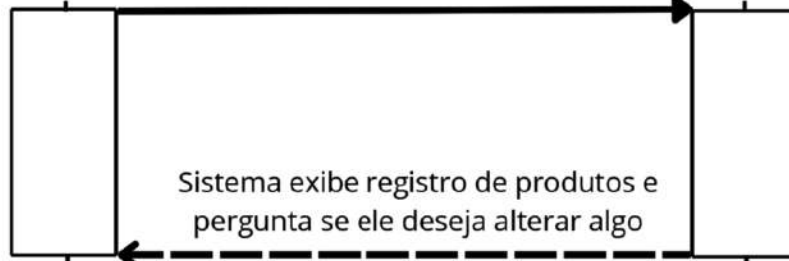 Sistema exibe registro de produtos e
pergunta se ele deseja alterar algo